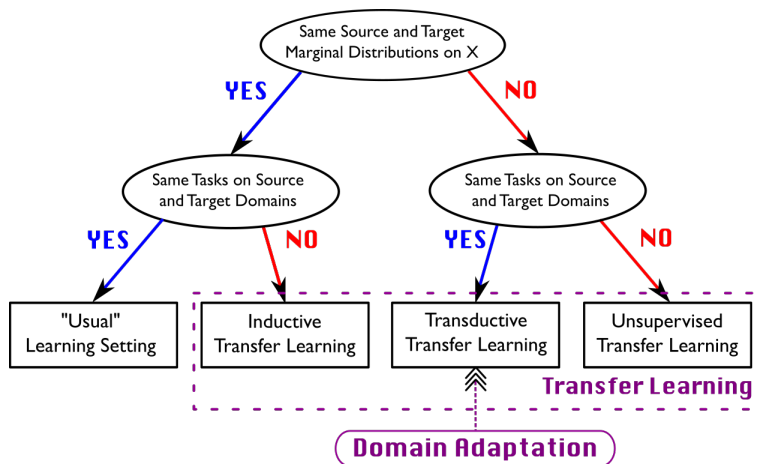 Same Source and Target
Marginal Distributions on X
YES
NO
Same Tasks on Source
and Target Domains
Same Tasks on Source
and Target Domains
YES
NO
YES
NO
"Usual"
Learning Setting
Inductive
Transfer Learning
Transductive
Transfer Learning
Unsupervised
Transfer Learning
Transfer Learning
Domain Adaptation